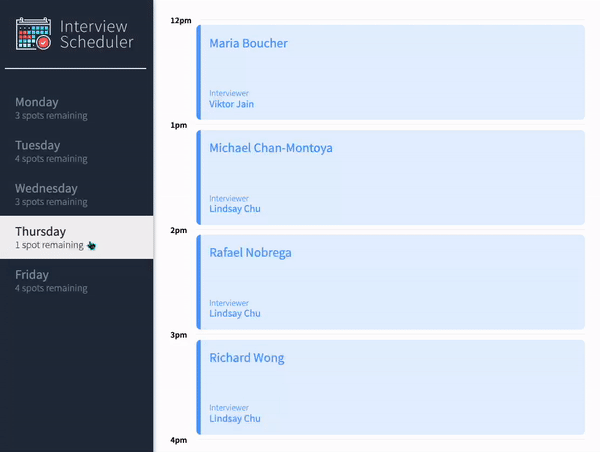 Interview
Scheduler
Monday
3 spots remaining
Tuesday
4 spots remaining
Wednesday
3 spots remaining
Thursday
1 spot remaining
Friday
4 spots remaining
12pm
Maria Boucher
Interviewer
Viktor Jain
1pm
Michael Chan-Montoya
Interviewer
Lindsay Chu
2pm
Rafael Nobrega
Interviewer
Lindsay Chu
3pm
Richard Wong
Interviewer
Lindsay Chu
4pm